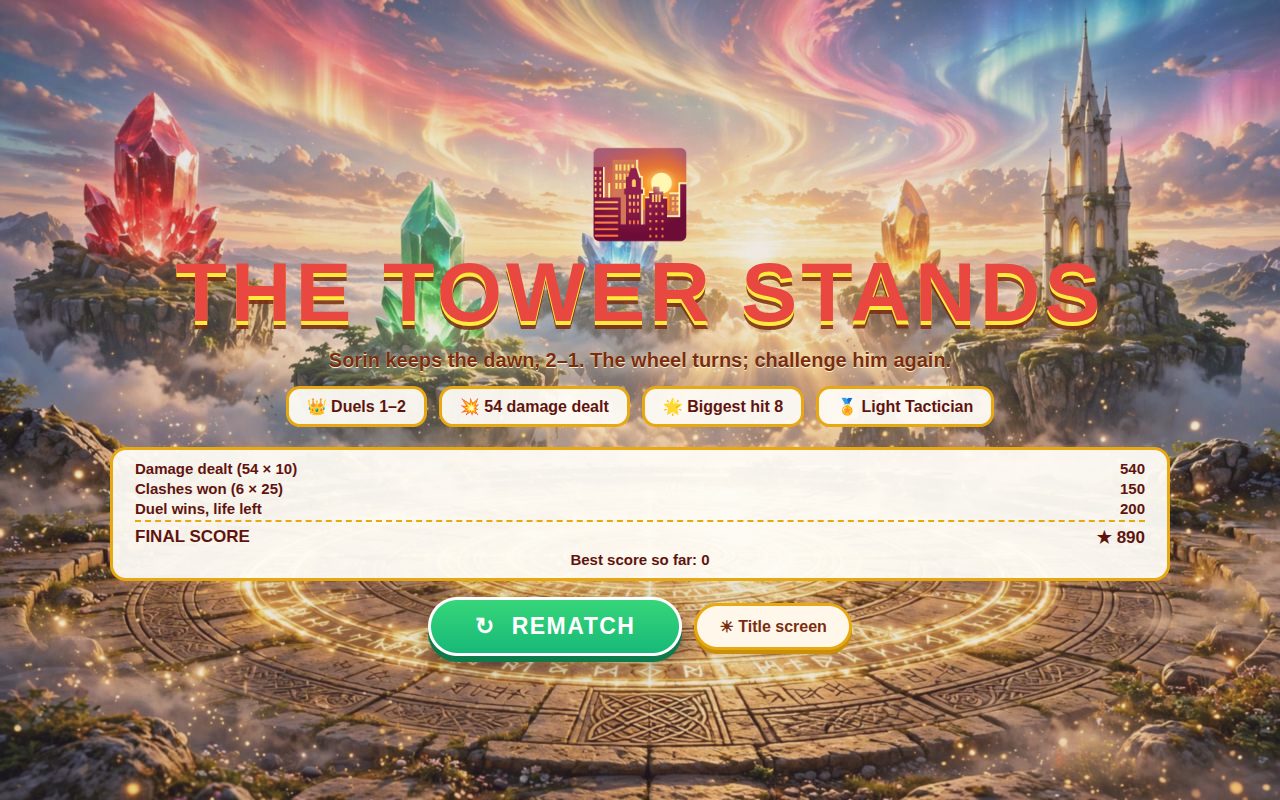 THE TOWER STANDS
Sorin keeps the dawn, 2–1. The wheel turns; challenge him again.
👑 Duels 1–2
💥 54 damage dealt
🌟 Biggest hit 8
🏅 Light Tactician
Damage dealt (54 × 10) 540
Clashes won (6 × 25) 150
Duel wins, life left 200
FINAL SCORE ★ 890
Best score so far: 0
↻ REMATCH
☀ Title screen